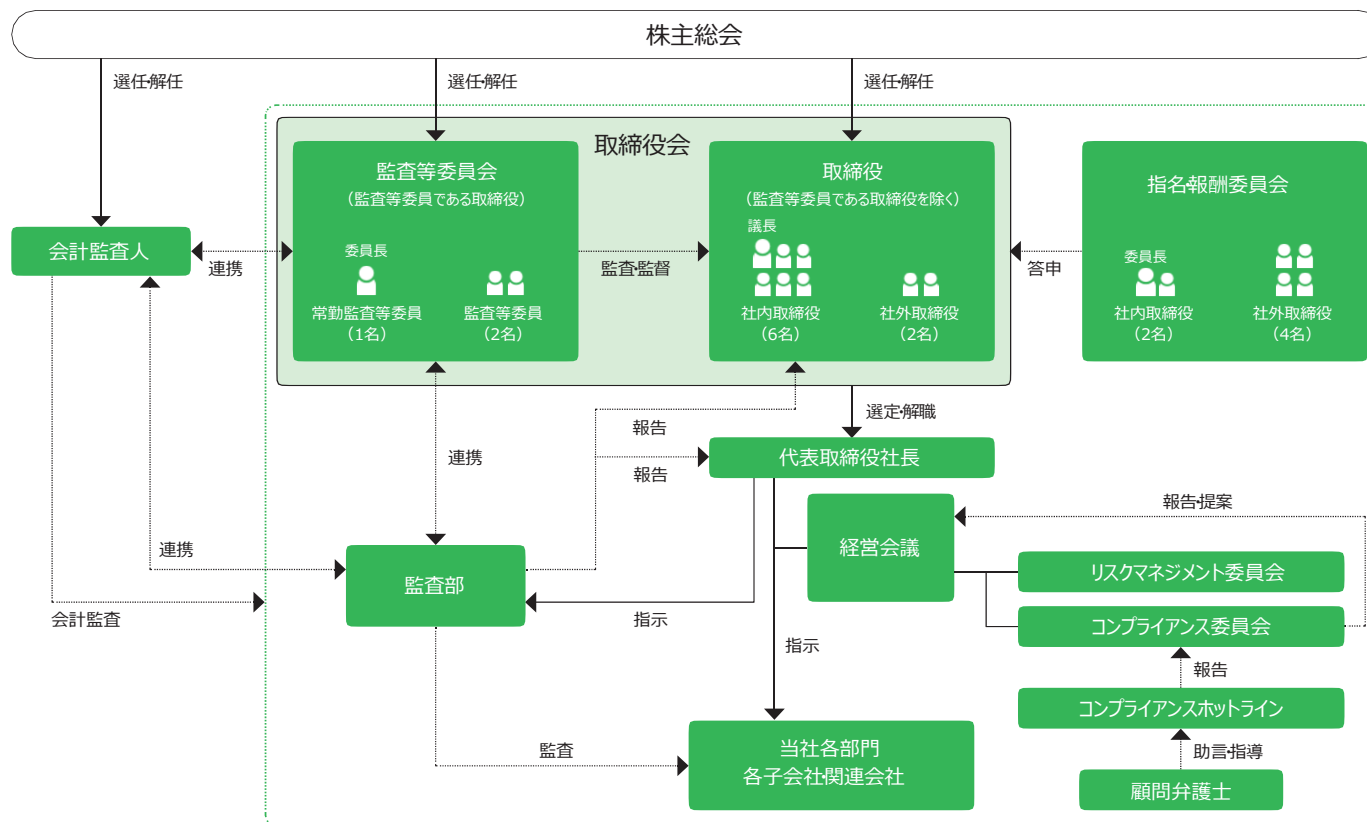 株主総会
選任・解任
選任・解任
選任・解任
取締役会
監査等委員会
（監査等委員である取締役）
委員長
常勤監査等委員
（1名）
監査等委員
（2名）
監査・監督
取締役
（監査等委員である取締役を除く）
議長
社内取締役
（6名）
社外取締役
（2名）
指名・報酬委員会
委員長
社内取締役
（2名）
社外取締役
（4名）
答申
会計監査人
連携
選定・解職
報告
報告
連携
代表取締役社長
報告・提案
経営会議
連携
監査部
リスクマネジメント委員会
コンプライアンス委員会
会計監査
指示
指示
報告
コンプライアンスホットライン
助言・指導
顧問弁護士
監査
当社各部門
各子会社・関連会社